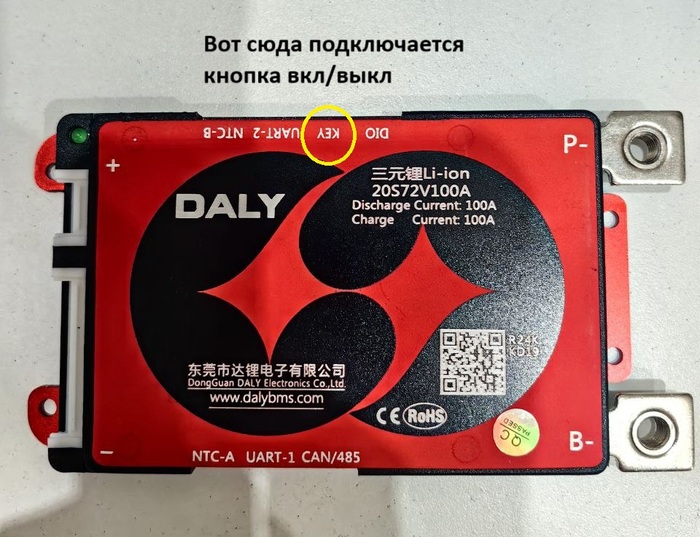 Вот сюда подключается
кнопка вкл/выкл
NTC-B UART-2 KEY DIO
+
P-
三元锂Li-ion
20S72V100A
Discharge Current: 100A
Charge Current: 100A
DALY
R24K
KD19
东莞市达锂电子有限公司
DongGuan DALY Electronics Co.,Ltd.
www.dalybms.com
CE RoHS
QC
PASSED
B-
–
NTC-A UART-1 CAN/485